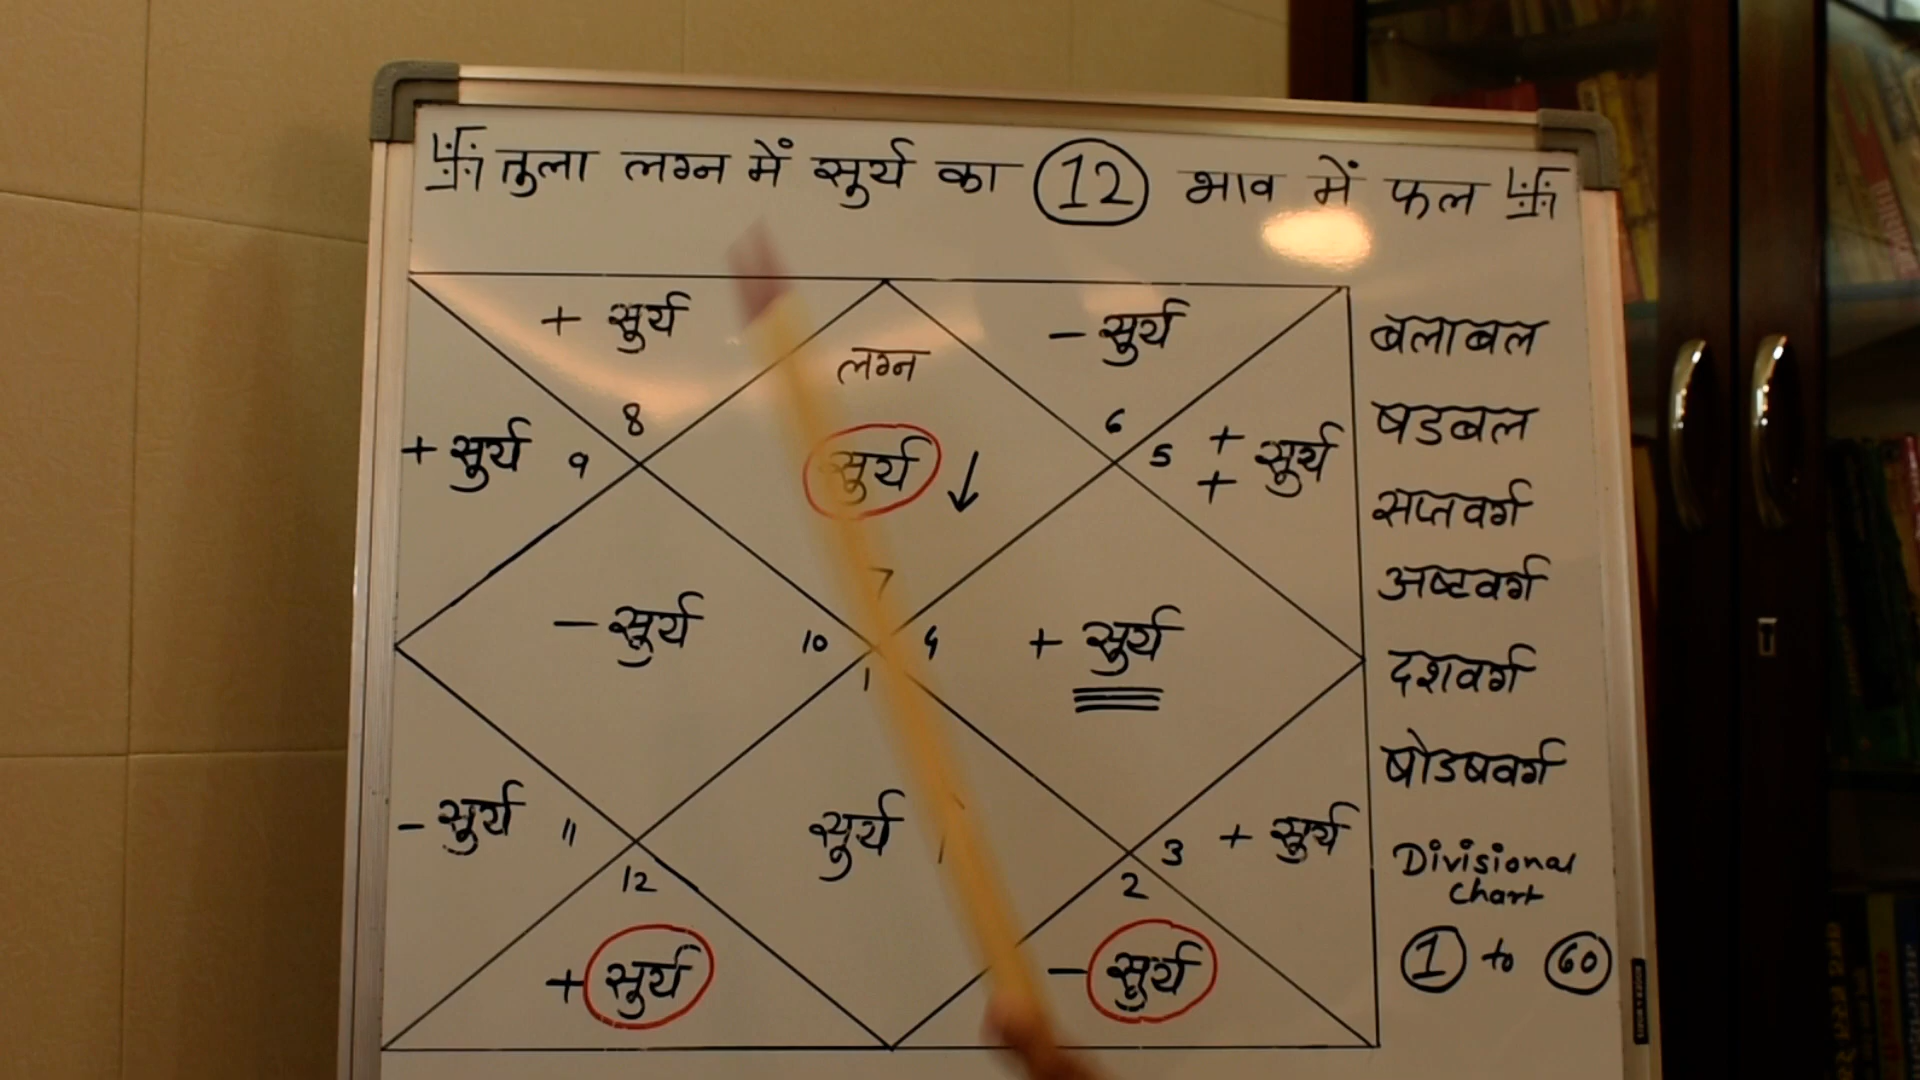 卐 तुला लग्न में सुर्य का 12 भाव में फल 卐
+ सुर्य
- सुर्य
लग्न
8
6
+ सुर्य 9
सुर्य ↓
5 + + सुर्य
7
- सुर्य 10
4 + सुर्य
1
- सुर्य 11
सुर्य
3 + सुर्य
12
2
+ सुर्य
- सुर्य
बलाबल
षडबल
सप्तवर्ग
अष्टवर्ग
दशवर्ग
षोडषवर्ग
Divisional
Chart
1 to 60